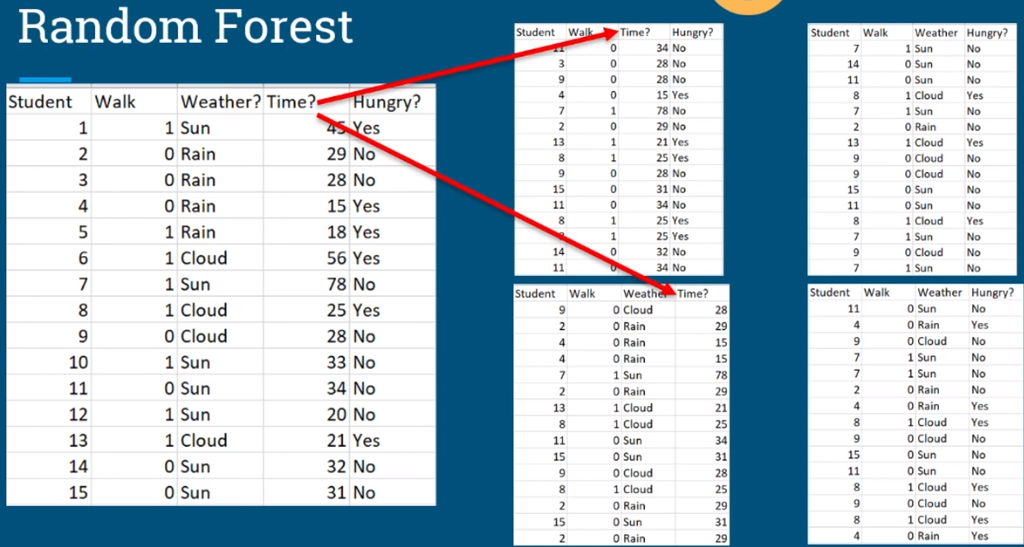 Random Forest
Student Walk Weather? Time? Hungry?
1 1 Sun 45 Yes
2 0 Rain 29 No
3 0 Rain 28 No
4 0 Rain 15 Yes
5 1 Rain 18 Yes
6 1 Cloud 56 Yes
7 1 Sun 78 No
8 1 Cloud 25 Yes
9 0 Cloud 28 No
10 1 Sun 33 No
11 0 Sun 34 No
12 1 Sun 20 No
13 1 Cloud 21 Yes
14 0 Sun 32 No
15 0 Sun 31 No
Student Walk Time? Hungry?
11 0 34 No
3 0 28 No
9 0 28 No
4 0 15 Yes
7 1 78 No
2 0 29 No
13 1 21 Yes
8 1 25 Yes
9 0 28 No
15 0 31 No
11 0 34 No
8 1 25 Yes
8 1 25 Yes
14 0 32 No
11 0 34 No
Student Walk Weather Hungry?
7 1 Sun No
14 0 Sun No
11 0 Sun No
8 1 Cloud Yes
7 1 Sun No
2 0 Rain No
13 1 Cloud Yes
9 0 Cloud No
9 0 Cloud No
15 0 Sun No
11 0 Sun No
8 1 Cloud Yes
7 1 Sun No
9 0 Cloud No
7 1 Sun No
Student Walk Weather Time?
9 0 Cloud 28
2 0 Rain 29
4 0 Rain 15
4 0 Rain 15
7 1 Sun 78
2 0 Rain 29
13 1 Cloud 21
8 1 Cloud 25
11 0 Sun 34
15 0 Sun 31
9 0 Cloud 28
8 1 Cloud 25
2 0 Rain 29
15 0 Sun 31
2 0 Rain 29
Student Walk Weather Hungry?
11 0 Sun No
4 0 Rain Yes
9 0 Cloud No
7 1 Sun No
7 1 Sun No
2 0 Rain No
4 0 Rain Yes
8 1 Cloud Yes
9 0 Cloud No
15 0 Sun No
11 0 Sun No
8 1 Cloud Yes
9 0 Cloud No
8 1 Cloud Yes
4 0 Rain Yes